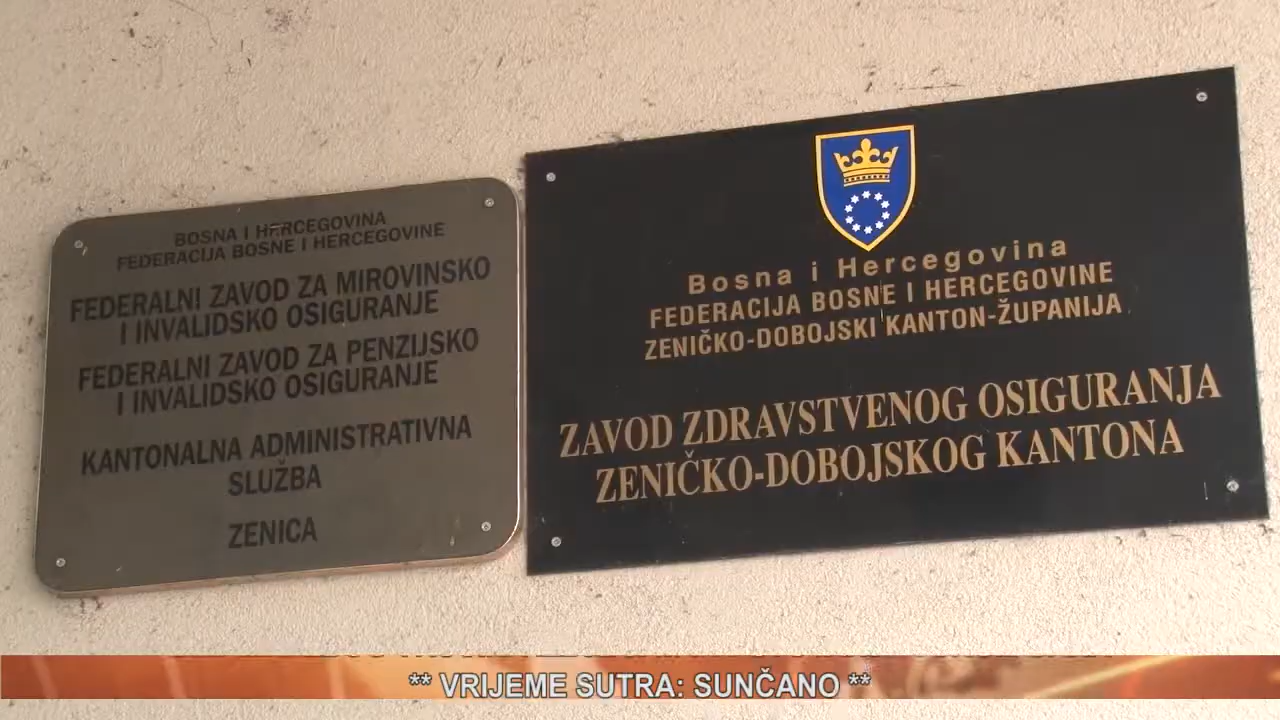 BOSNA I HERCEGOVINA
FEDERACIJA BOSNE I HERCEGOVINE
FEDERALNI ZAVOD ZA MIROVINSKO
I INVALIDSKO OSIGURANJE
FEDERALNI ZAVOD ZA PENZIJSKO
I INVALIDSKO OSIGURANJE
KANTONALNA ADMINISTRATIVNA
SLUŽBA
ZENICA
Bosna i Hercegovina
FEDERACIJA BOSNE I HERCEGOVINE
ZENIČKO-DOBOJSKI KANTON-ŽUPANIJA
ZAVOD ZDRAVSTVENOG OSIGURANJA
ZENIČKO-DOBOJSKOG KANTONA
** VRIJEME SUTRA: SUNČANO **